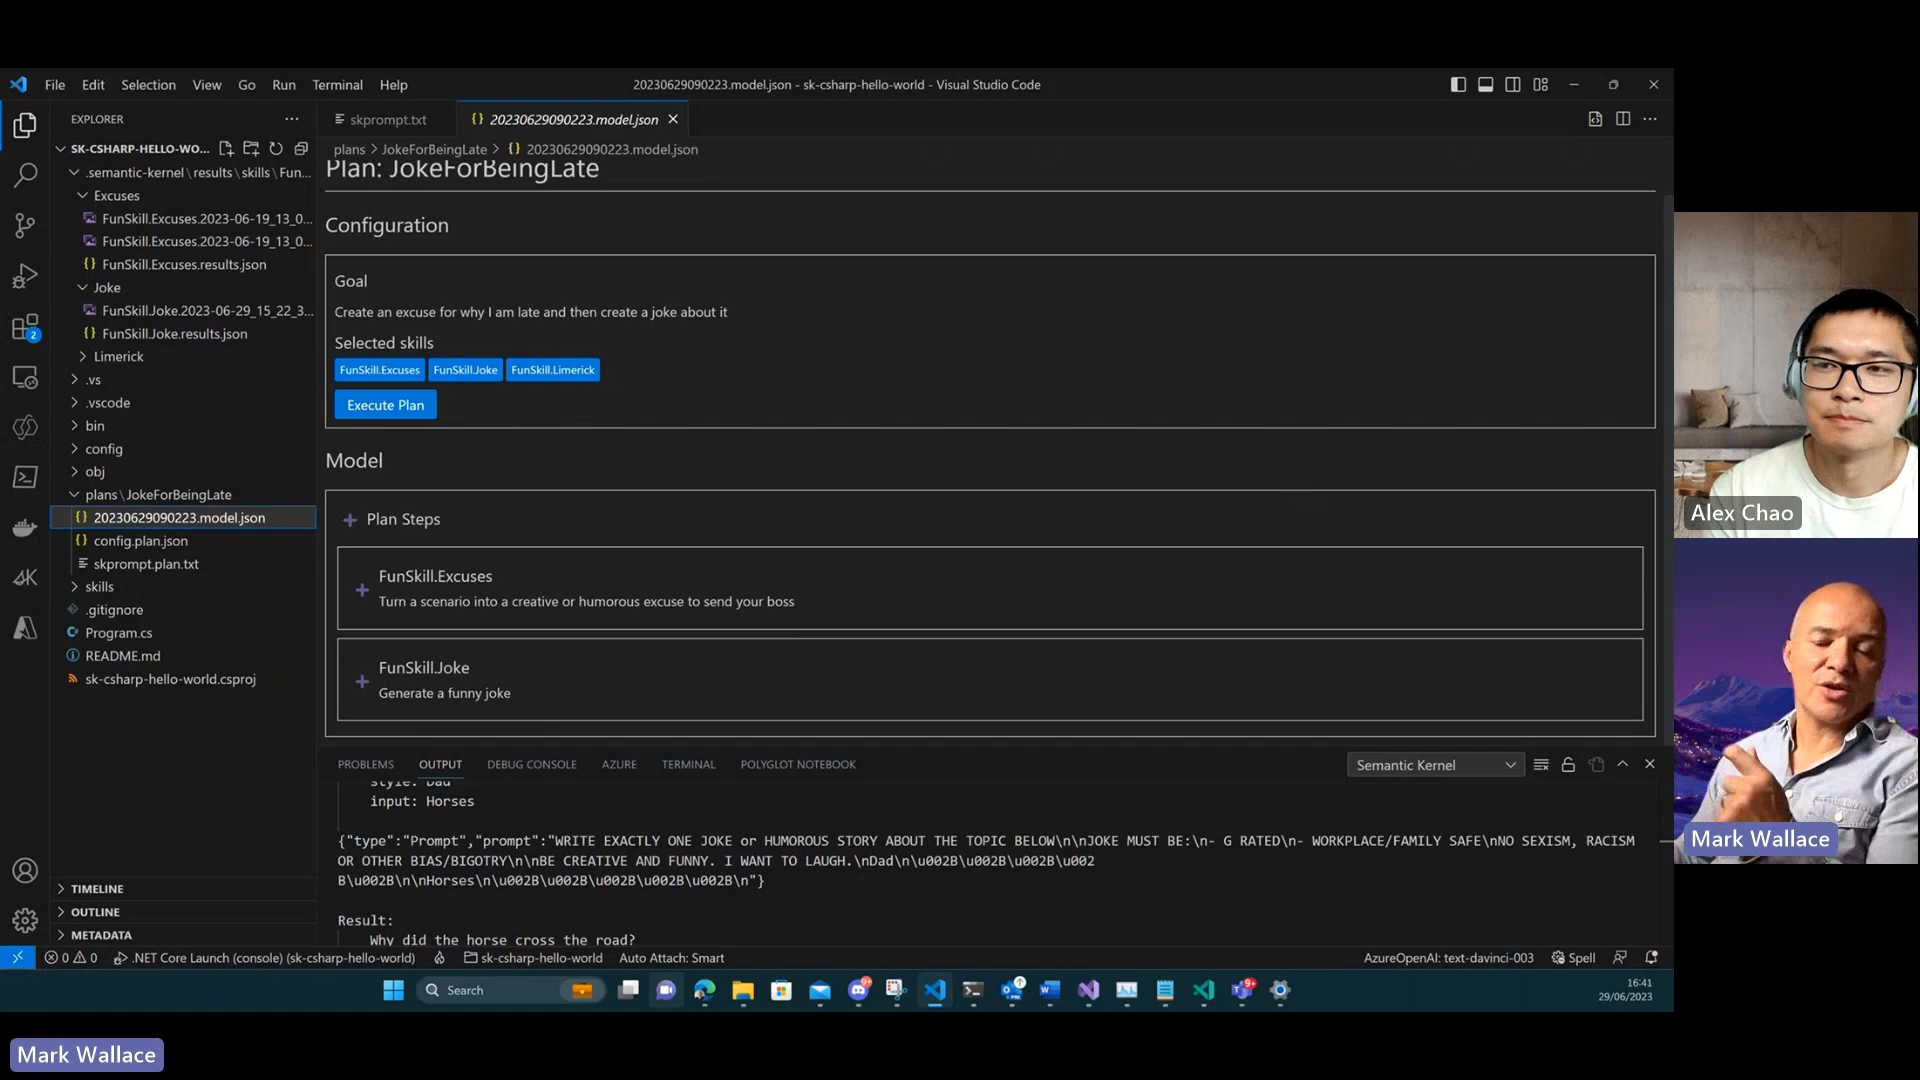 File Edit Selection View Go Run Terminal Help
20230629090223.model.json - sk-csharp-hello-world - Visual Studio Code
EXPLORER
SK-CSHARP-HELLO-WO...
.semantic-kernel\results\skills\Fun...
Excuses
FunSkill.Excuses.2023-06-19_13_0...
FunSkill.Excuses.2023-06-19_13_0...
FunSkill.Excuses.results.json
Joke
FunSkill.Joke.2023-06-29_15_22_3...
FunSkill.Joke.results.json
Limerick
.vs
.vscode
bin
config
obj
plans\JokeForBeingLate
20230629090223.model.json
config.plan.json
skprompt.plan.txt
skills
.gitignore
Program.cs
README.md
sk-csharp-hello-world.csproj
TIMELINE
OUTLINE
METADATA
2
skprompt.txt
20230629090223.model.json
plans > JokeForBeingLate > {} 20230629090223.model.json
Plan: JokeForBeingLate
Configuration
Goal
Create an excuse for why I am late and then create a joke about it
Selected skills
FunSkill.Excuses FunSkill.Joke FunSkill.Limerick
Execute Plan
Model
Plan Steps
FunSkill.Excuses
Turn a scenario into a creative or humorous excuse to send your boss
FunSkill.Joke
Generate a funny joke
PROBLEMS OUTPUT DEBUG CONSOLE AZURE TERMINAL POLYGLOT NOTEBOOK
Semantic Kernel
style: Dad
input: Horses
{"type":"Prompt","prompt":"WRITE EXACTLY ONE JOKE or HUMOROUS STORY ABOUT THE TOPIC BELOW\n\nJOKE MUST BE:\n- G RATED\n- WORKPLACE/FAMILY SAFE\nNO SEXISM, RACISM
OR OTHER BIAS/BIGOTRY\n\nBE CREATIVE AND FUNNY. I WANT TO LAUGH.\nDad\n\u002B\u002B\u002B\u002
B\u002B\n\nHorses\n\u002B\u002B\u002B\u002B\u002B\n"}
Result:
Why did the horse cross the road?
0 0 .NET Core Launch (console) (sk-csharp-hello-world) sk-csharp-hello-world Auto Attach: Smart
AzureOpenAI: text-davinci-003 Spell
Search
16:41
29/06/2023
Alex Chao
Mark Wallace
Mark Wallace